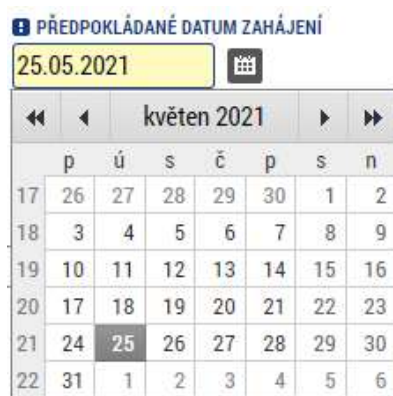 PŘEDPOKLÁDANÉ DATUM ZAHÁJENÍ
25.05.2021
květen 2021
p ú s č p s n
17 26 27 28 29 30 1 2
18 3 4 5 6 7 8 9
19 10 11 12 13 14 15 16
20 17 18 19 20 21 22 23
21 24 25 26 27 28 29 30
22 31 1 2 3 4 5 6